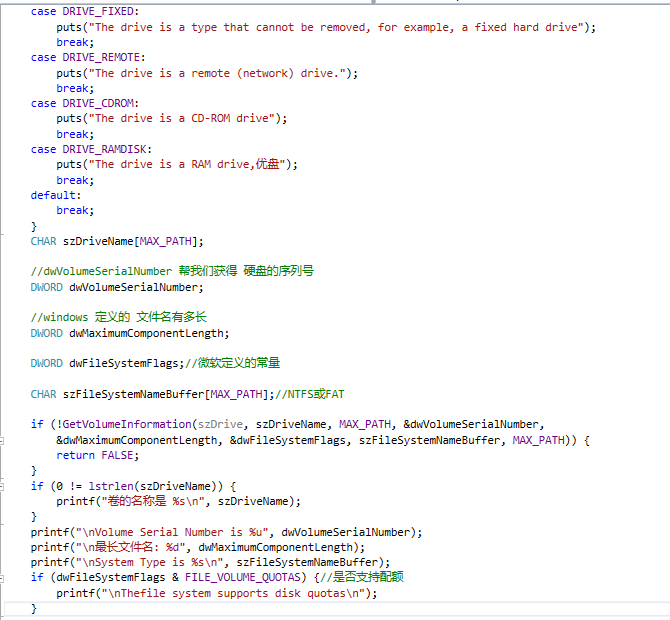 case DRIVE_FIXED:
puts("The drive is a type that cannot be removed, for example, a fixed hard drive");
break;
case DRIVE_REMOTE:
puts("The drive is a remote (network) drive.");
break;
case DRIVE_CDROM:
puts("The drive is a CD-ROM drive");
break;
case DRIVE_RAMDISK:
puts("The drive is a RAM drive,优盘");
break;
default:
break;
}
CHAR szDriveName[MAX_PATH];
//dwVolumeSerialNumber 帮我们获得 硬盘的序列号
DWORD dwVolumeSerialNumber;
//windows 定义的 文件名有多长
DWORD dwMaximumComponentLength;
DWORD dwFileSystemFlags;//微软定义的常量
CHAR szFileSystemNameBuffer[MAX_PATH];//NTFS或FAT
if (!GetVolumeInformation(szDrive, szDriveName, MAX_PATH, &dwVolumeSerialNumber,
&dwMaximumComponentLength, &dwFileSystemFlags, szFileSystemNameBuffer, MAX_PATH)) {
return FALSE;
}
if (0 != lstrlen(szDriveName)) {
printf("卷的名称是 %s\n", szDriveName);
}
printf("\nVolume Serial Number is %u", dwVolumeSerialNumber);
printf("\n最长文件名: %d", dwMaximumComponentLength);
printf("\nSystem Type is %s\n", szFileSystemNameBuffer);
if (dwFileSystemFlags & FILE_VOLUME_QUOTAS) {//是否支持配额
printf("\nThefile system supports disk quotas\n");
}